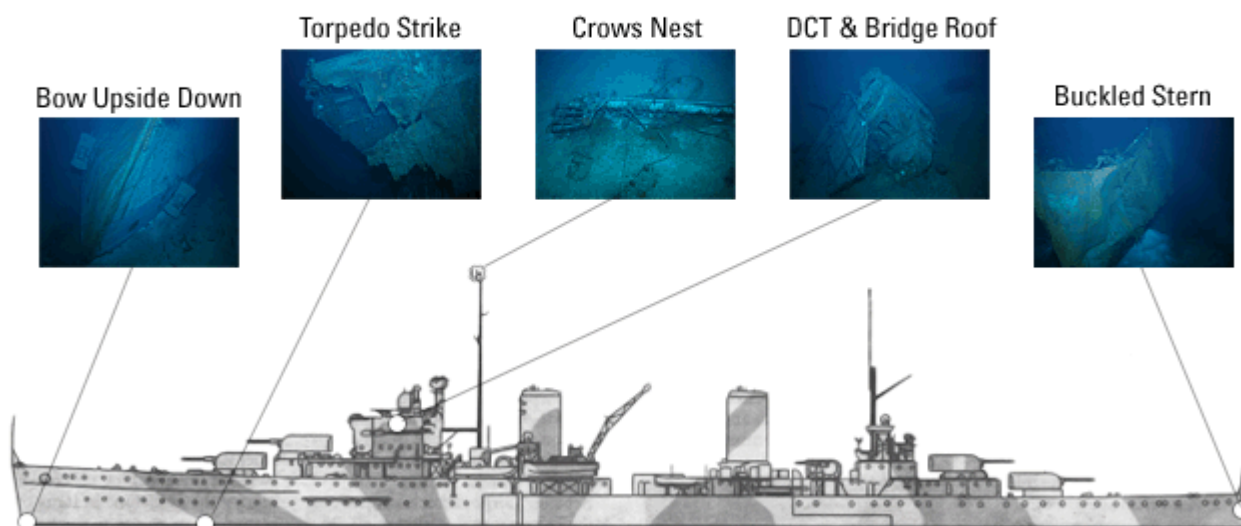 Bow Upside Down
Torpedo Strike
Crows Nest
DCT & Bridge Roof
Buckled Stern